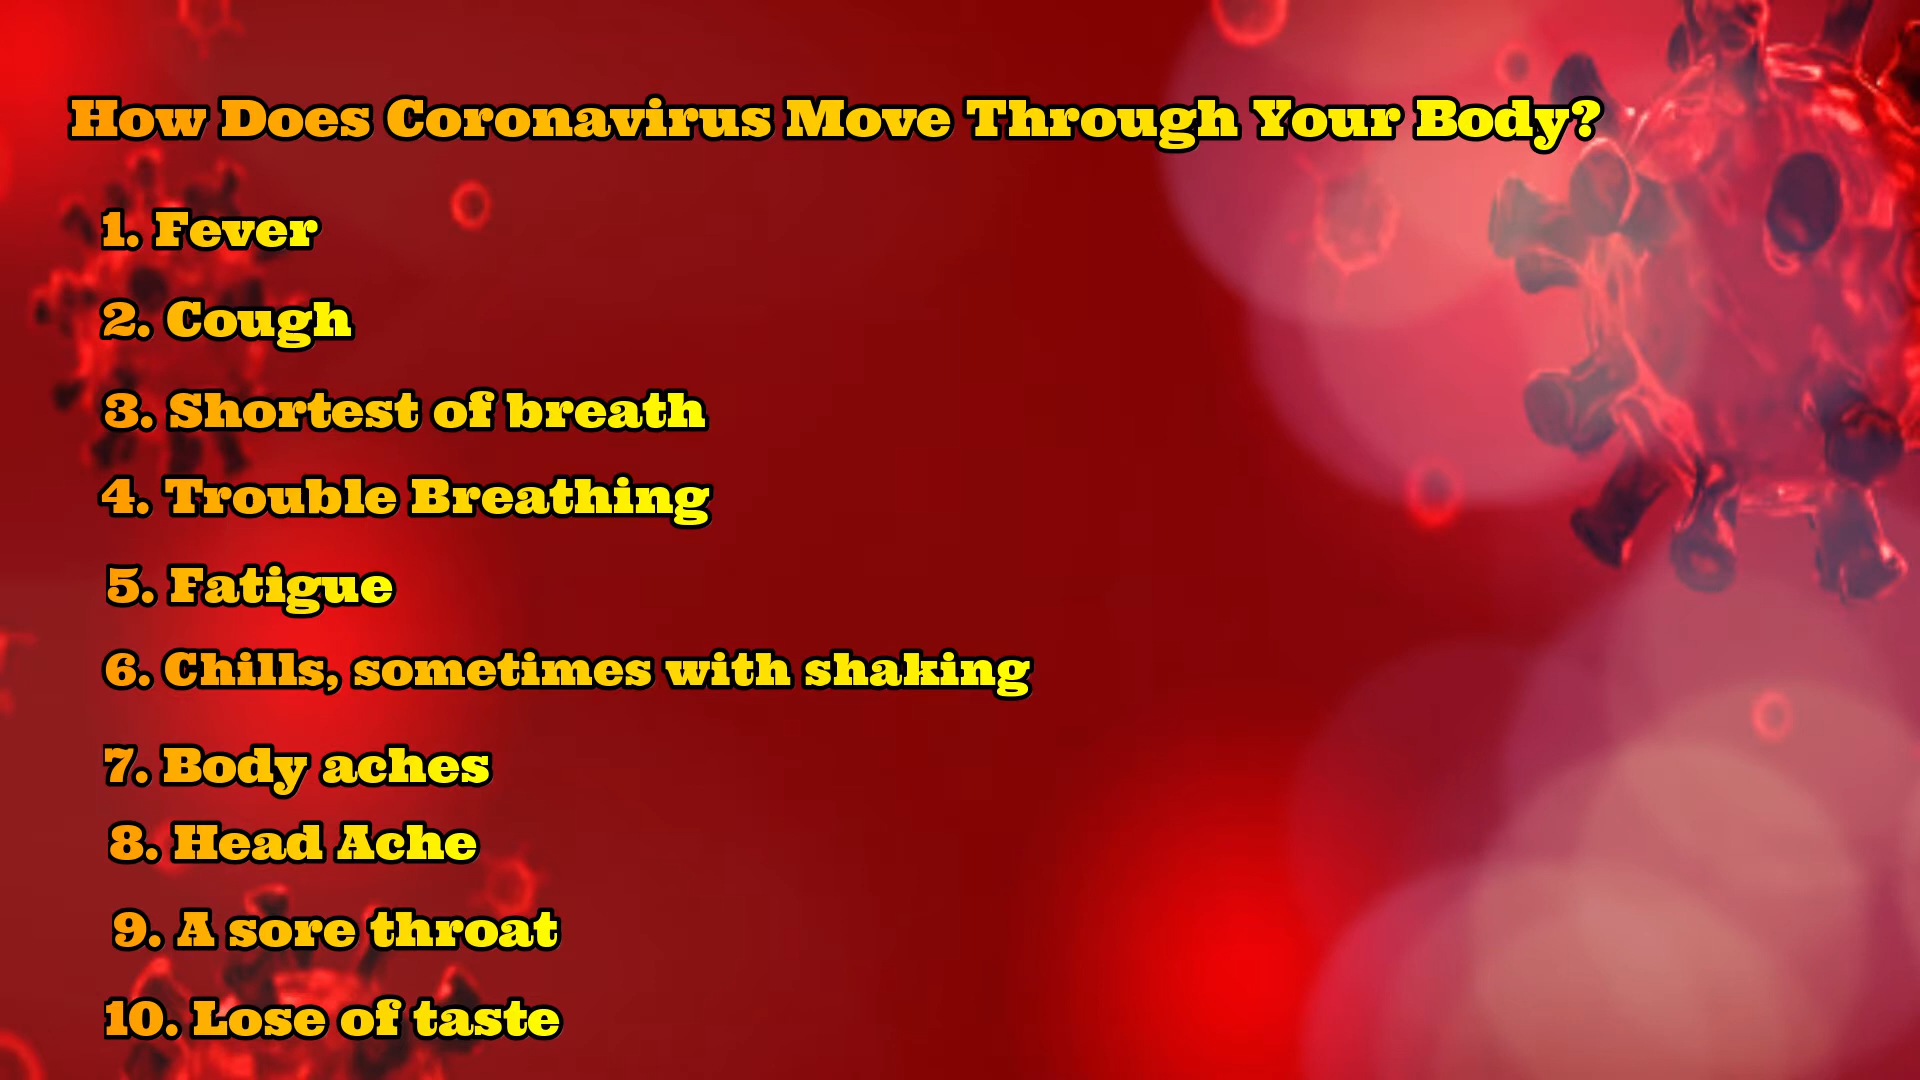 How Does Coronavirus Move Through Your Body?
1. Fever
2. Cough
3. Shortest of breath
4. Trouble Breathing
5. Fatigue
6. Chills, sometimes with shaking
7. Body aches
8. Head Ache
9. A sore throat
10. Lose of taste